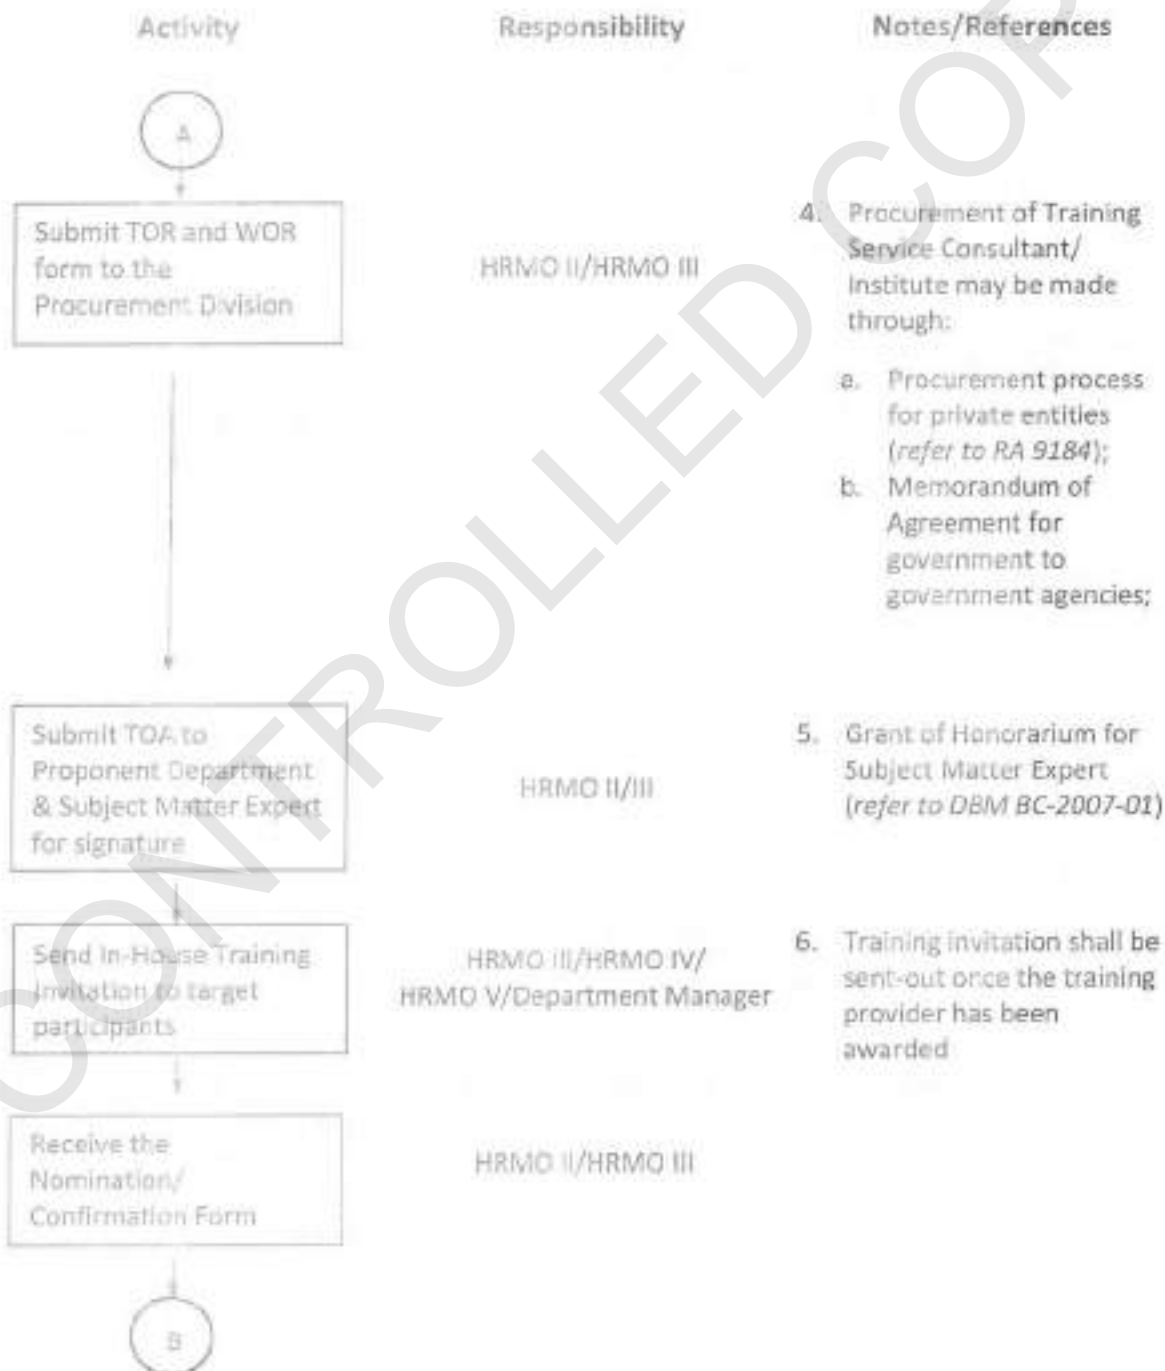 Activity Responsibility Notes/References
A
Submit TOR and WOR
form to the
Procurement Division
HRMO II/HRMO III
4. Procurement of Training
Service Consultant/
Institute may be made
through:
a. Procurement process
for private entities
(refer to RA 9184);
b. Memorandum of
Agreement for
government to
government agencies;
Submit TOA to
Proponent Department
& Subject Matter Expert
for signature
HRMO II/III
5. Grant of Honorarium for
Subject Matter Expert
(refer to DBM BC-2007-01)
Send In-House Training
invitation to target
participants
HRMO III/HRMO IV/
HRMO V/Department Manager
6. Training invitation shall be
sent-out once the training
provider has been
awarded
Receive the
Nomination/
Confirmation Form
HRMO II/HRMO III
B
CONTROLLED COP